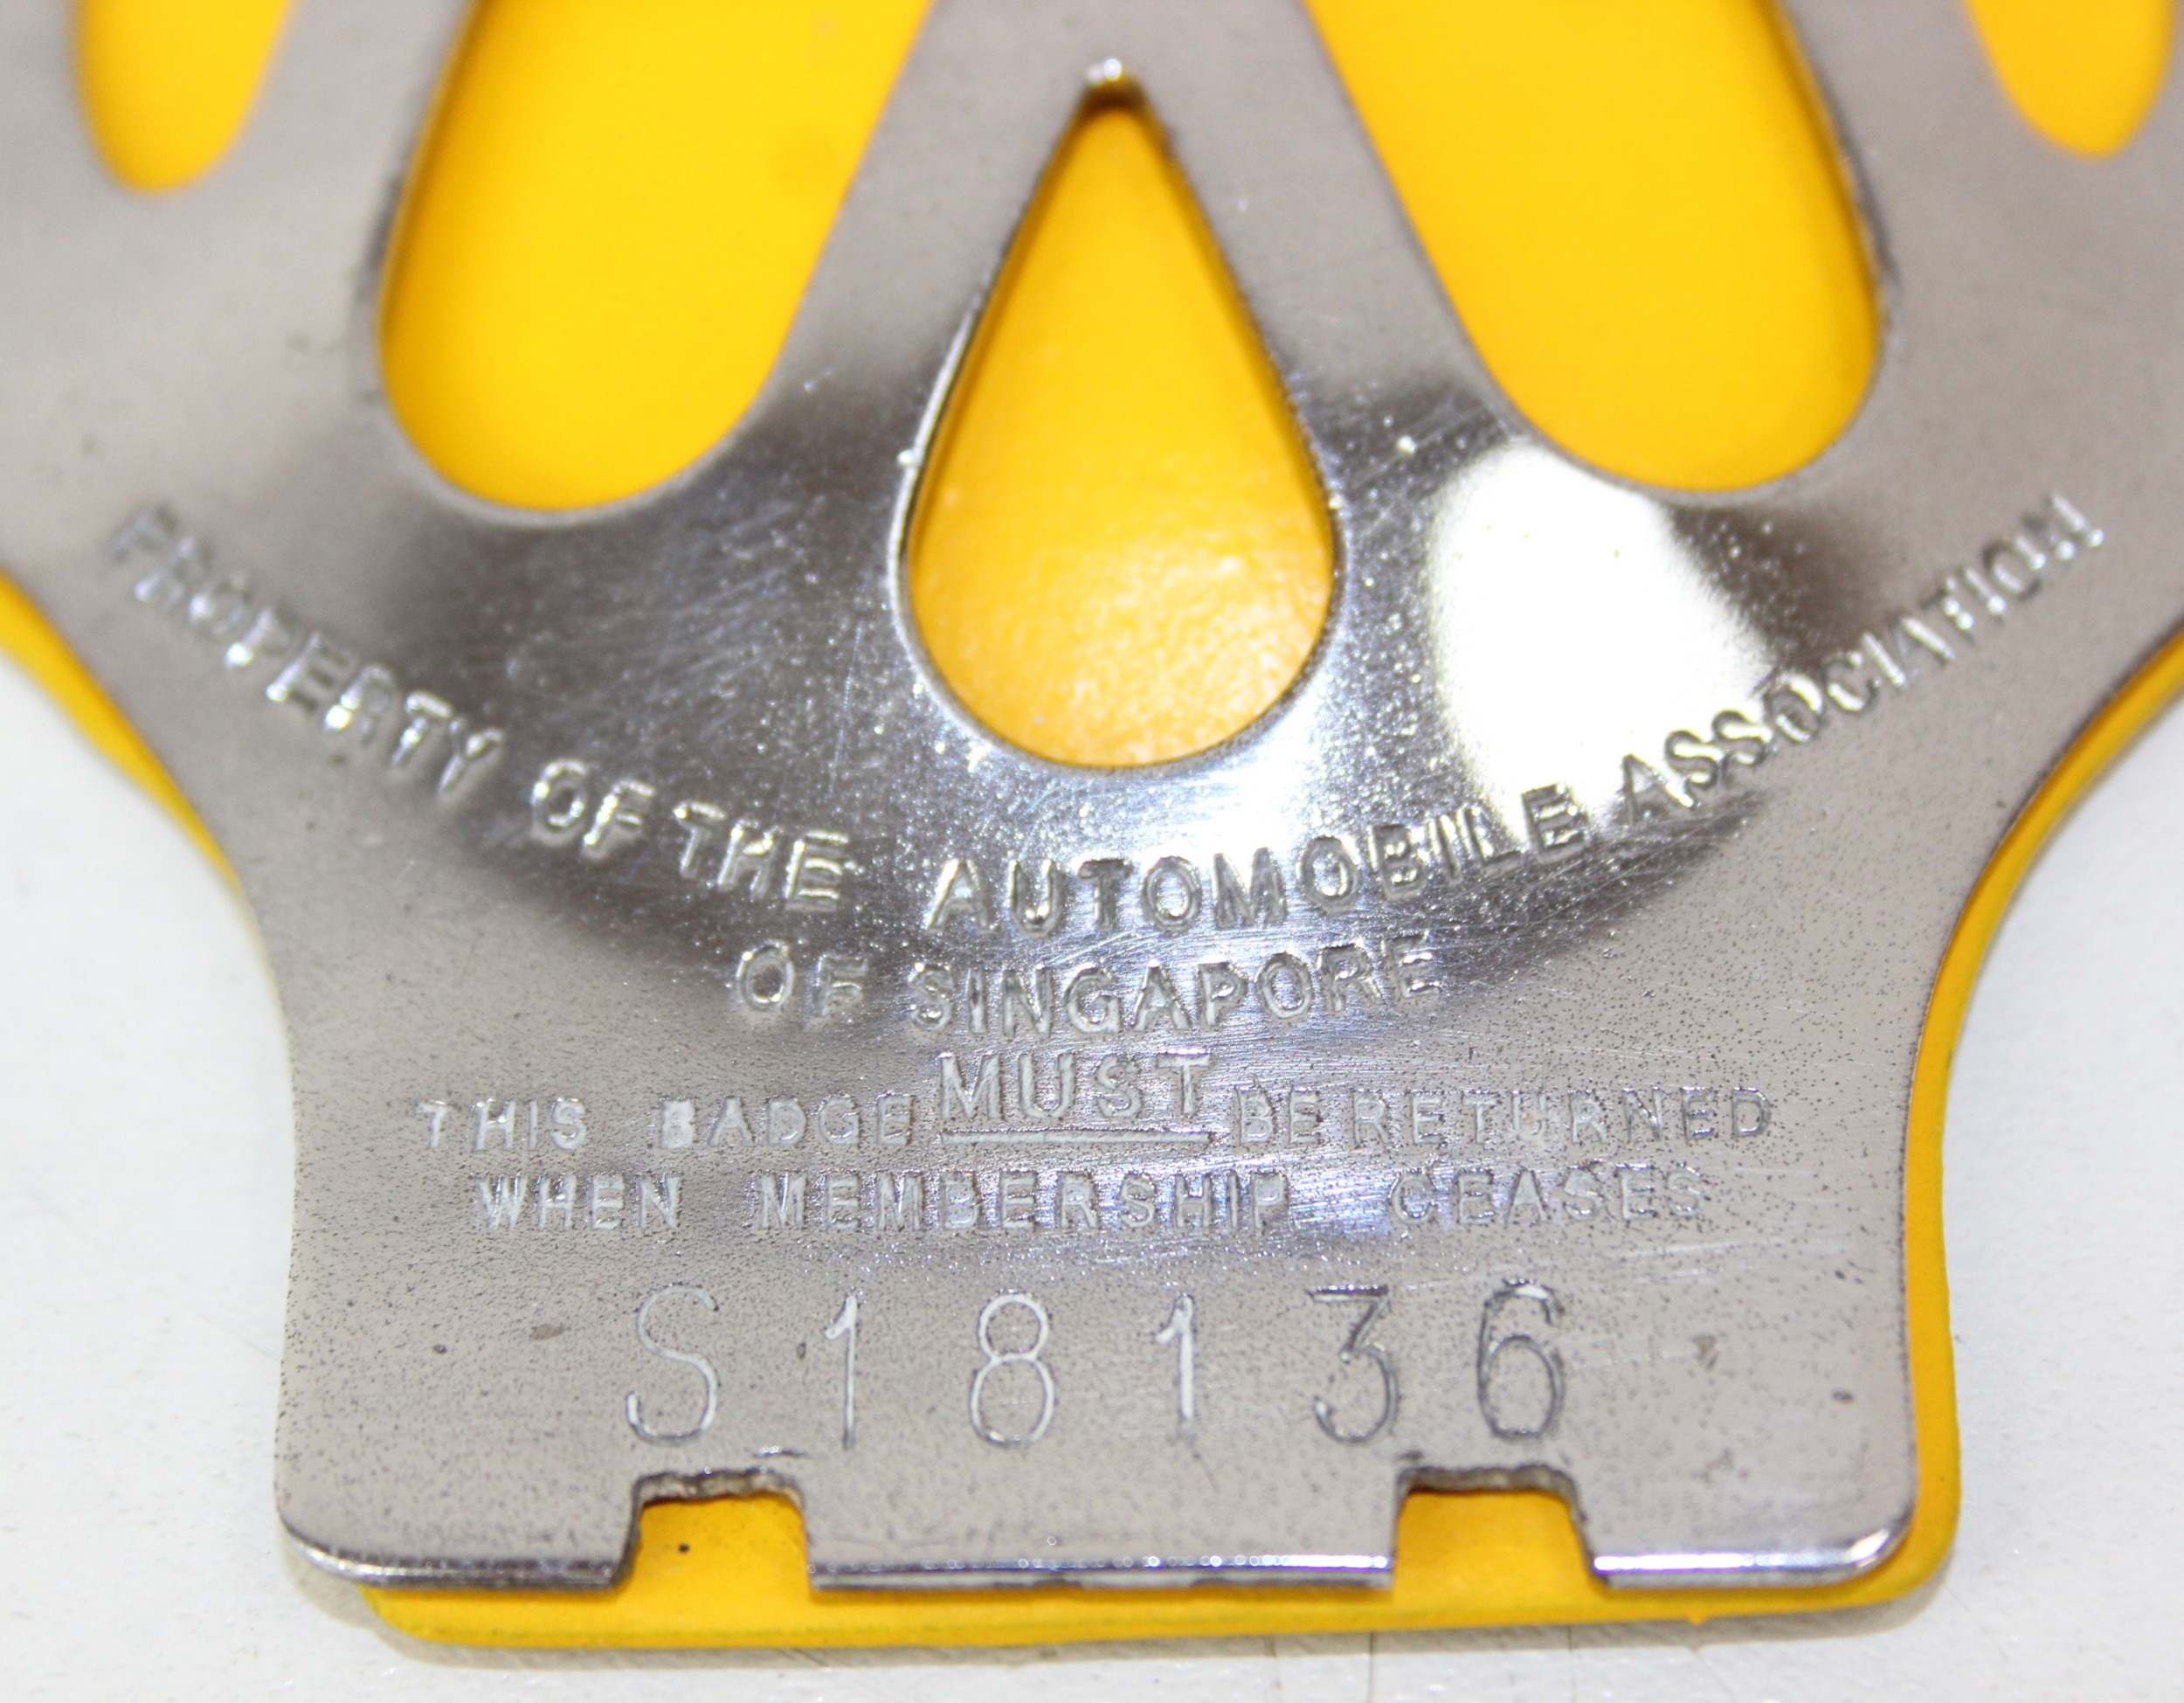 PROPERTY OF THE AUTOMOBILE ASSOCIATION
OF SINGAPORE
THIS BADGE MUST BE RETURNED
WHEN MEMBERSHIP CEASES
S18136